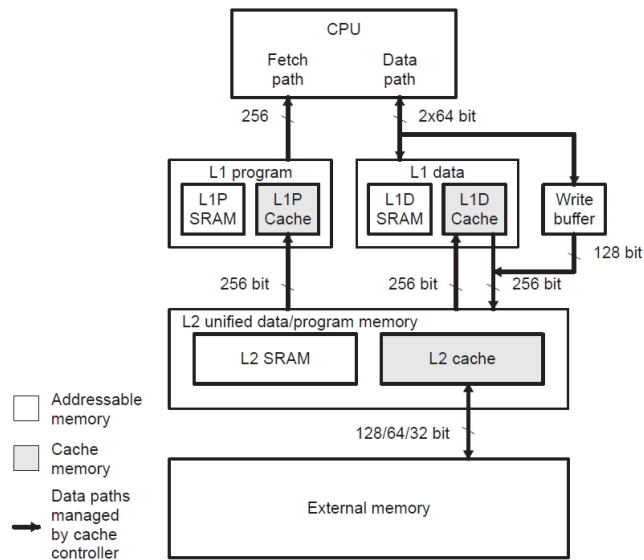 CPU
Fetch
path
Data
path
256
2x64 bit
L1 program
L1P
SRAM
L1P
Cache
L1 data
L1D
SRAM
L1D
Cache
Write
buffer
128 bit
256 bit
256 bit
256 bit
L2 unified data/program memory
L2 SRAM
L2 cache
Addressable
memory
128/64/32 bit
Cache
memory
Data paths
managed
by cache
controller
External memory